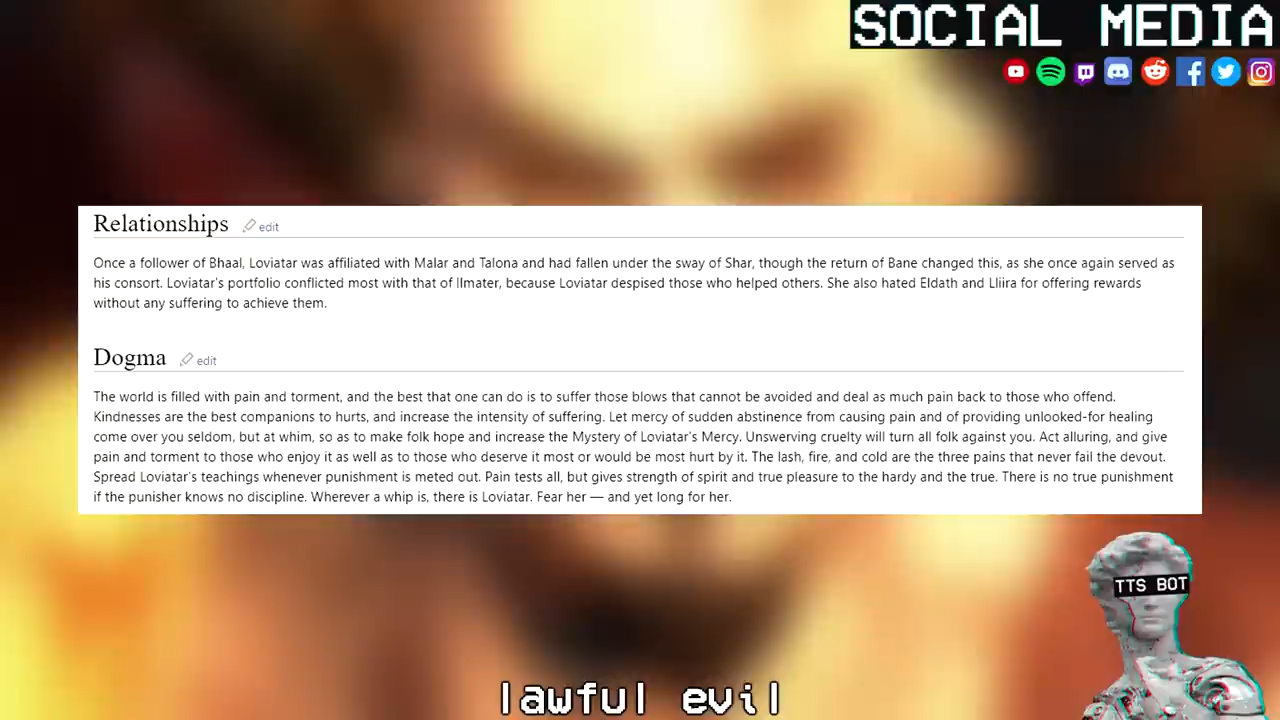 SOCIAL MEDIA
Relationships edit
Once a follower of Bhaal, Loviatar was affiliated with Malar and Talona and had fallen under the sway of Shar, though the return of Bane changed this, as she once again served as
his consort. Loviatar's portfolio conflicted most with that of Ilmater, because Loviatar despised those who helped others. She also hated Eldath and Lliira for offering rewards
without any suffering to achieve them.
Dogma edit
The world is filled with pain and torment, and the best that one can do is to suffer those blows that cannot be avoided and deal as much pain back to those who offend.
Kindnesses are the best companions to hurts, and increase the intensity of suffering. Let mercy of sudden abstinence from causing pain and of providing unlooked-for healing
come over you seldom, but at whim, so as to make folk hope and increase the Mystery of Loviatar's Mercy. Unswerving cruelty will turn all folk against you. Act alluring, and give
pain and torment to those who enjoy it as well as to those who deserve it most or would be most hurt by it. The lash, fire, and cold are the three pains that never fail the devout.
Spread Loviatar's teachings whenever punishment is meted out. Pain tests all, but gives strength of spirit and true pleasure to the hardy and the true. There is no true punishment
if the punisher knows no discipline. Wherever a whip is, there is Loviatar. Fear her — and yet long for her.
TTS BOT
lawful evil